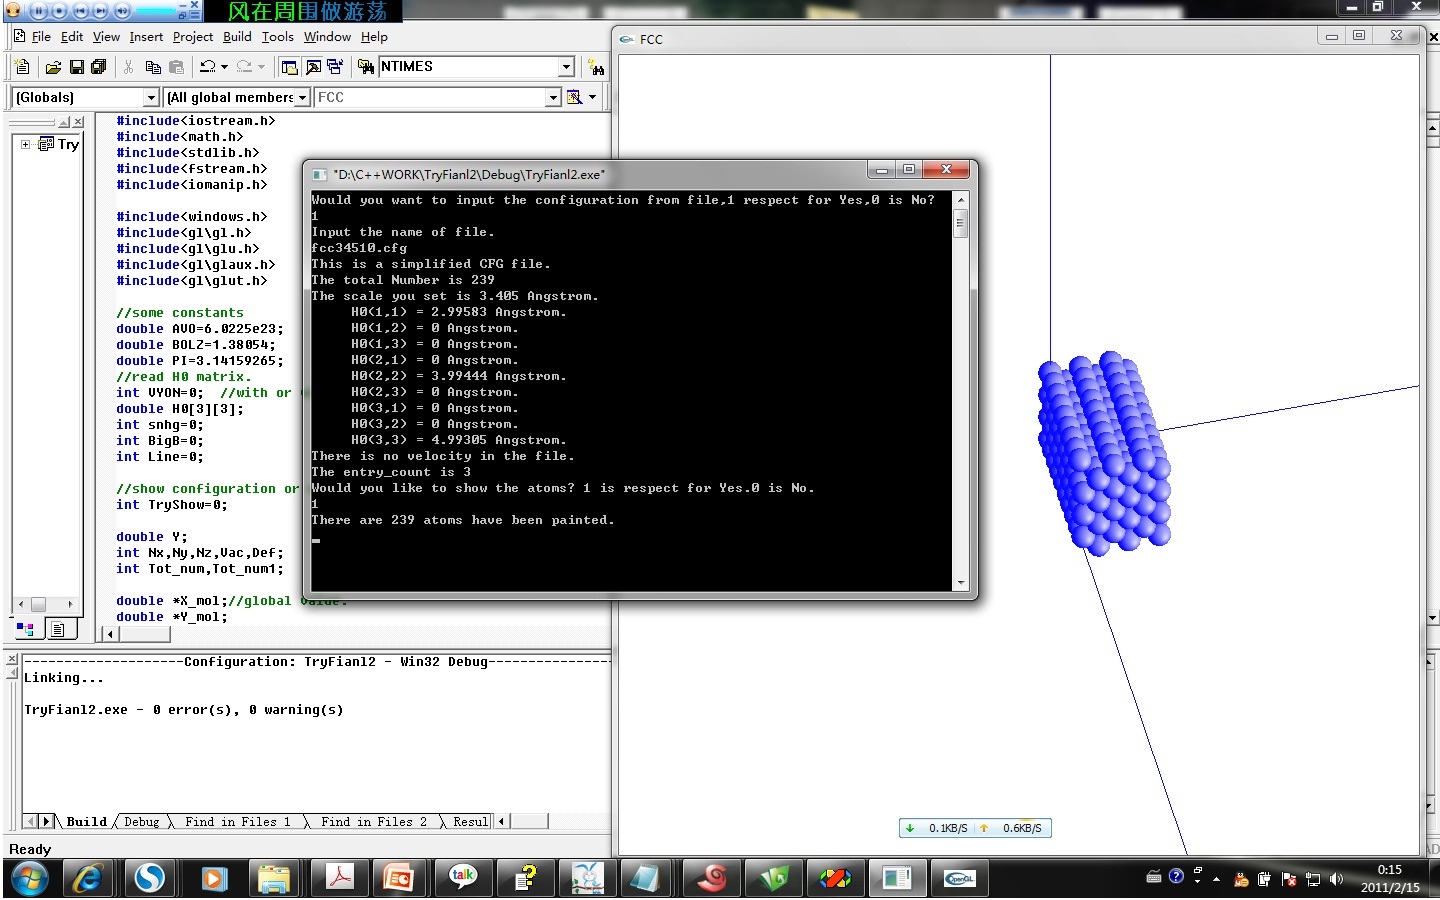 风在周围做游荡
File Edit View Insert Project Build Tools Window Help
NTIMES
(Globals) (All global members FCC
Try
#include<iostream.h>
#include<math.h>
#include<stdlib.h>
#include<fstream.h>
#include<iomanip.h>
#include<windows.h>
#include<gl\gl.h>
#include<gl\glu.h>
#include<gl\glaux.h>
#include<gl\glut.h>
//some constants
double AVO=6.0225e23;
double BOLZ=1.38054;
double PI=3.14159265;
//read H0 matrix.
int VYON=0; //with or
double H0[3][3];
int snhg=0;
int BigB=0;
int Line=0;
//show configuration or
int TryShow=0;
double Y;
int Nx,Ny,Nz,Vac,Def;
int Tot_num,Tot_num1;
double *X_mol;//global value.
double *Y_mol;
"D:\C++WORK\TryFianl2\Debug\TryFianl2.exe"
Would you want to input the configuration from file,1 respect for Yes,0 is No?
1
Input the name of file.
fcc34510.cfg
This is a simplified CFG file.
The total Number is 239
The scale you set is 3.405 Angstrom.
H0(1,1) = 2.99583 Angstrom.
H0(1,2) = 0 Angstrom.
H0(1,3) = 0 Angstrom.
H0(2,1) = 0 Angstrom.
H0(2,2) = 3.99444 Angstrom.
H0(2,3) = 0 Angstrom.
H0(3,1) = 0 Angstrom.
H0(3,2) = 0 Angstrom.
H0(3,3) = 4.99305 Angstrom.
There is no velocity in the file.
The entry_count is 3
Would you like to show the atoms? 1 is respect for Yes.0 is No.
1
There are 239 atoms have been painted.
FCC
--------------------Configuration: TryFianl2 - Win32 Debug----------------
Linking...
TryFianl2.exe - 0 error(s), 0 warning(s)
Build Debug Find in Files 1 Find in Files 2 Resul
0.1KB/S 0.6KB/S
Ready
talk
OpenGL
0:15
2011/2/15